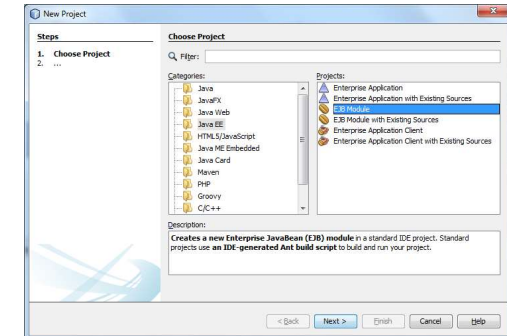 New Project
Steps
1. Choose Project
2. ...
Choose Project
Filter:
Categories:
Java
JavaFX
Java Web
Java EE
HTML5/JavaScript
Java ME Embedded
Java Card
Maven
PHP
Groovy
C/C++
Projects:
Enterprise Application
Enterprise Application with Existing Sources
EJB Module
EJB Module with Existing Sources
Enterprise Application Client
Enterprise Application Client with Existing Sources
Description:
Creates a new Enterprise JavaBean (EJB) module in a standard IDE project. Standard
projects use an IDE-generated Ant build script to build and run your project.
< Back
Next >
Finish
Cancel
Help